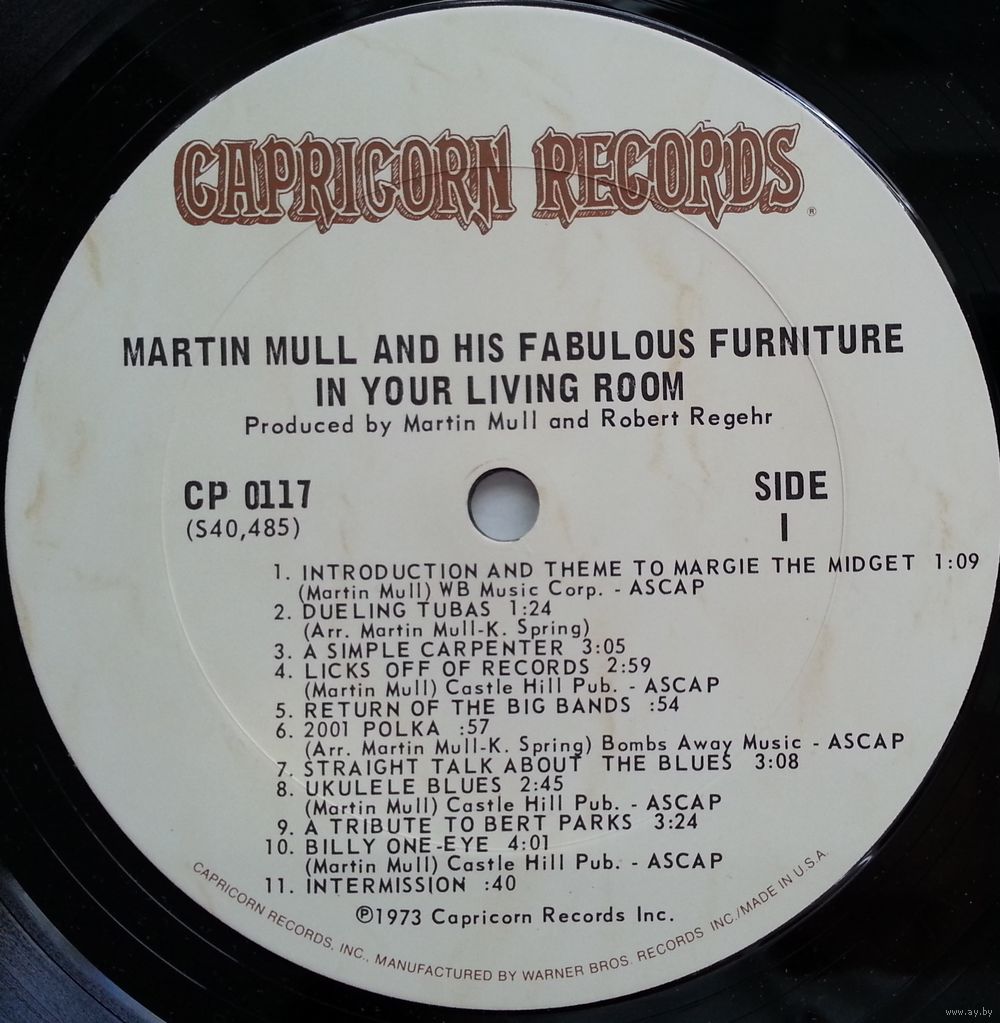 CAPRICORN RECORDS®
MARTIN MULL AND HIS FABULOUS FURNITURE
IN YOUR LIVING ROOM
Produced by Martin Mull and Robert Regehr
CP 0117
(S40,485)
SIDE
I
1. INTRODUCTION AND THEME TO MARGIE THE MIDGET 1:09
(Martin Mull) WB Music Corp. - ASCAP
2. DUELING TUBAS 1:24
(Arr. Martin Mull-K. Spring)
3. A SIMPLE CARPENTER 3:05
4. LICKS OFF OF RECORDS 2:59
(Martin Mull) Castle Hill Pub. - ASCAP
5. RETURN OF THE BIG BANDS :54
6. 2001 POLKA :57
(Arr. Martin Mull-K. Spring) Bombs Away Music - ASCAP
7. STRAIGHT TALK ABOUT THE BLUES 3:08
8. UKULELE BLUES 2:45
(Martin Mull) Castle Hill Pub. - ASCAP
9. A TRIBUTE TO BERT PARKS 3:24
10. BILLY ONE-EYE 4:01
(Martin Mull) Castle Hill Pub. - ASCAP
11. INTERMISSION :40
℗1973 Capricorn Records Inc.
CAPRICORN RECORDS, INC., MANUFACTURED BY WARNER BROS. RECORDS INC./MADE IN U.S.A.
www.ay.by